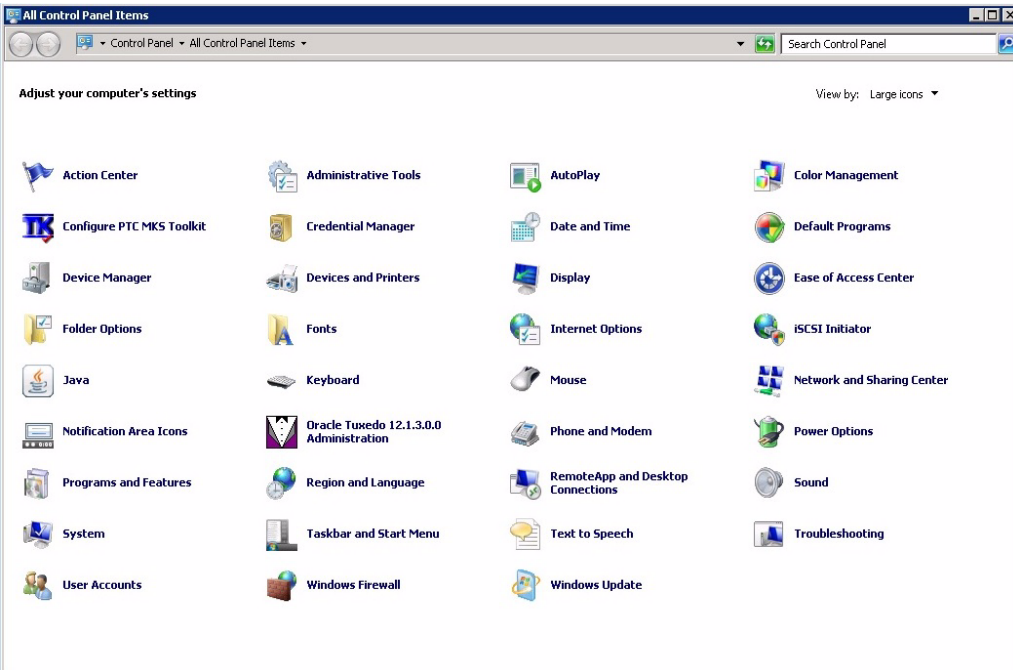 All Control Panel Items
Control Panel All Control Panel Items
Search Control Panel
Adjust your computer's settings
View by: Large icons
Action Center Administrative Tools AutoPlay Color Management
TK Configure PTC MKS Toolkit Credential Manager Date and Time Default Programs
Device Manager Devices and Printers Display Ease of Access Center
Folder Options Fonts Internet Options iSCSI Initiator
Java Keyboard Mouse Network and Sharing Center
Notification Area Icons Oracle Tuxedo 12.1.3.0.0 Phone and Modem Power Options
Administration
Programs and Features Region and Language RemoteApp and Desktop Sound
Connections
System Taskbar and Start Menu Text to Speech Troubleshooting
User Accounts Windows Firewall Windows Update